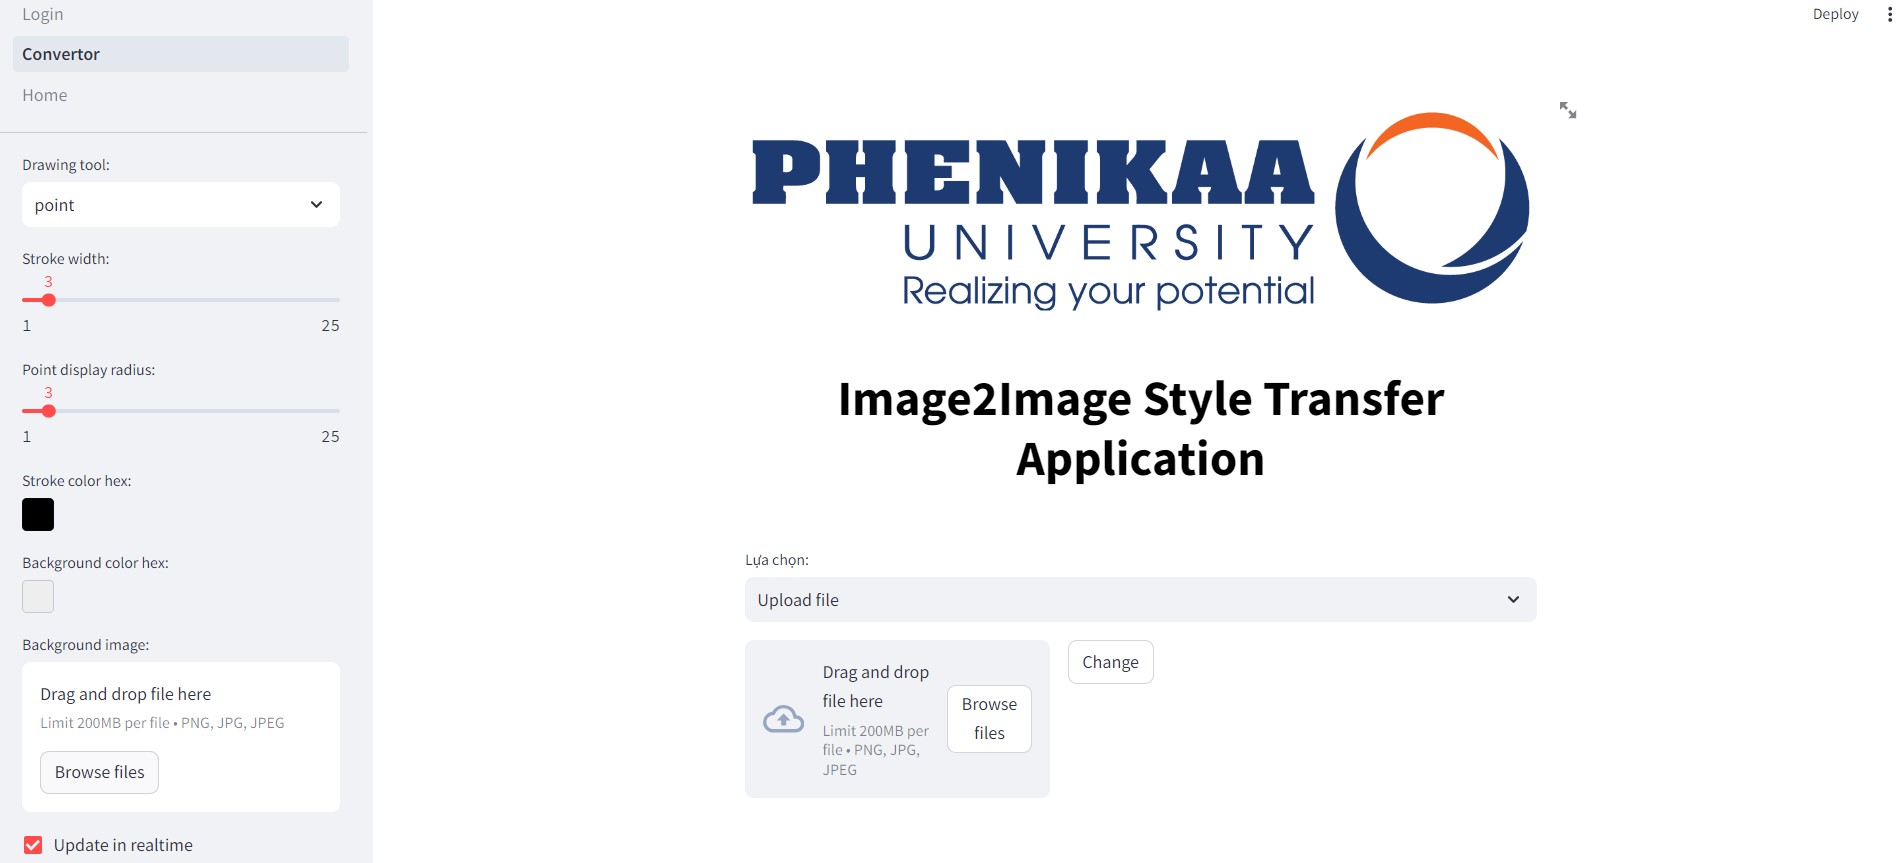 Login
Convertor
Home
Drawing tool:
point
Stroke width:
3
1 25
Point display radius:
3
1 25
Stroke color hex:
Background color hex:
Background image:
Drag and drop file here
Limit 200MB per file • PNG, JPG, JPEG
Browse files
Update in realtime
Deploy
PHENIKAA
UNIVERSITY
Realizing your potential
Image2Image Style Transfer
Application
Lựa chọn:
Upload file
Drag and drop
file here
Limit 200MB per
file • PNG, JPG,
JPEG
Browse
files
Change